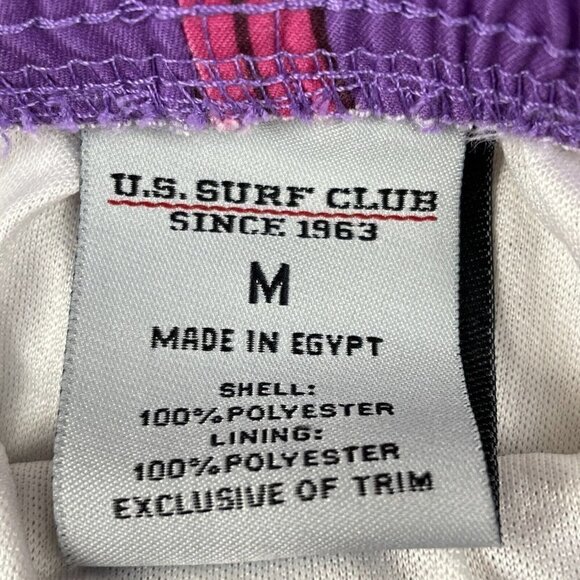 U.S. SURF CLUB
SINCE 1963
M
MADE IN EGYPT
SHELL:
100% POLYESTER
LINING:
100% POLYESTER
EXCLUSIVE OF TRIM